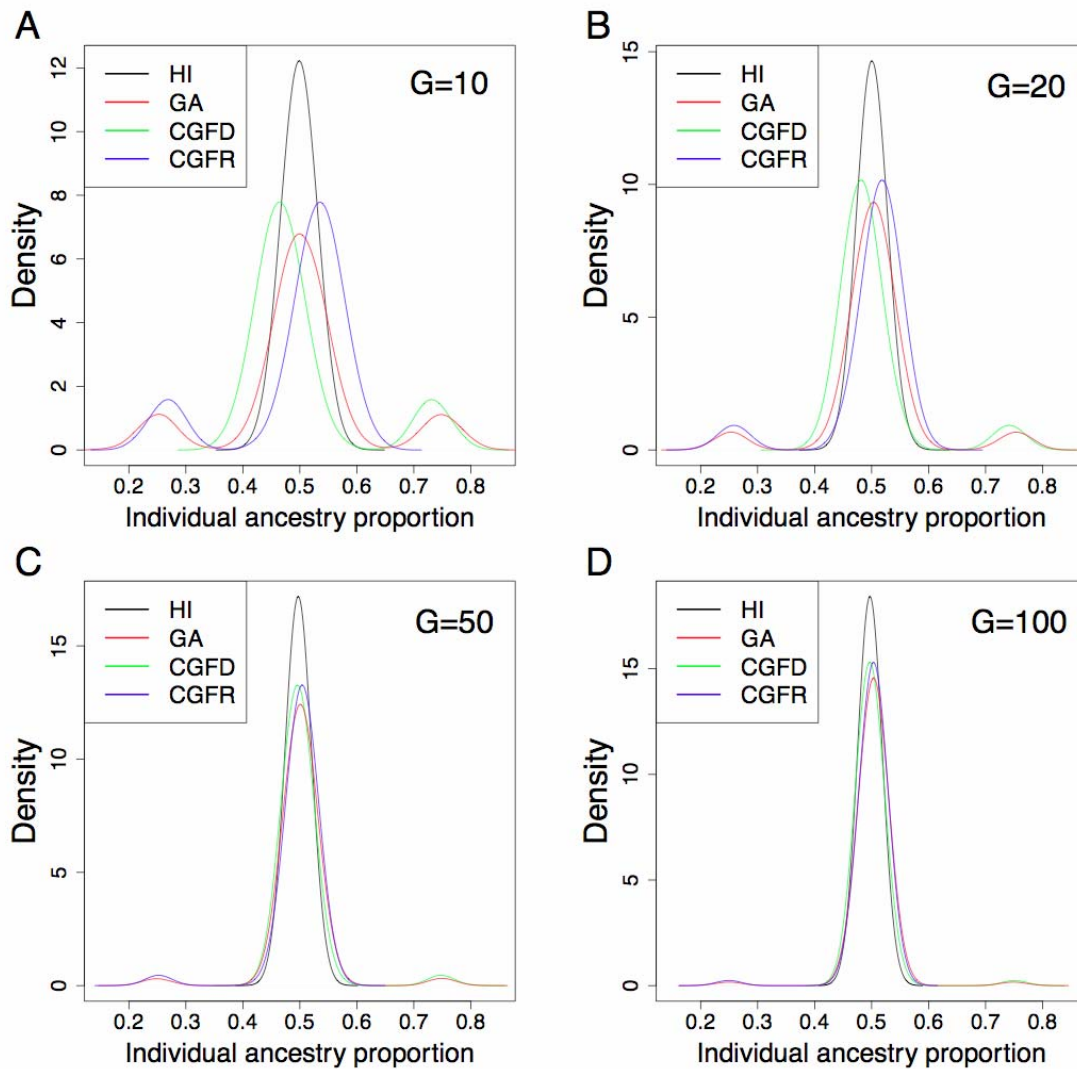 A
HI
GA
CGFD
CGFR
G=10
Density
0 2 4 6 8 10 12
0.2 0.3 0.4 0.5 0.6 0.7 0.8
Individual ancestry proportion
B
HI
GA
CGFD
CGFR
G=20
Density
0 5 10 15
0.2 0.3 0.4 0.5 0.6 0.7 0.8
Individual ancestry proportion
C
HI
GA
CGFD
CGFR
G=50
Density
0 5 10 15
0.2 0.3 0.4 0.5 0.6 0.7 0.8
Individual ancestry proportion
D
HI
GA
CGFD
CGFR
G=100
Density
0 5 10 15
0.2 0.3 0.4 0.5 0.6 0.7 0.8
Individual ancestry proportion